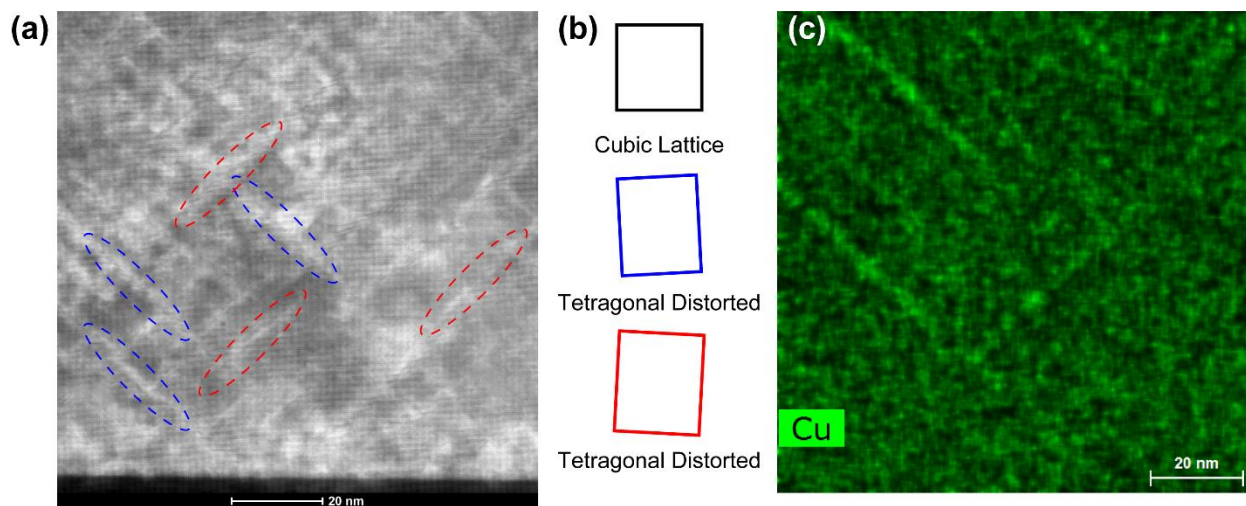 (a)
20 nm
(b)
Cubic Lattice
Tetragonal Distorted
Tetragonal Distorted
(c)
Cu
20 nm